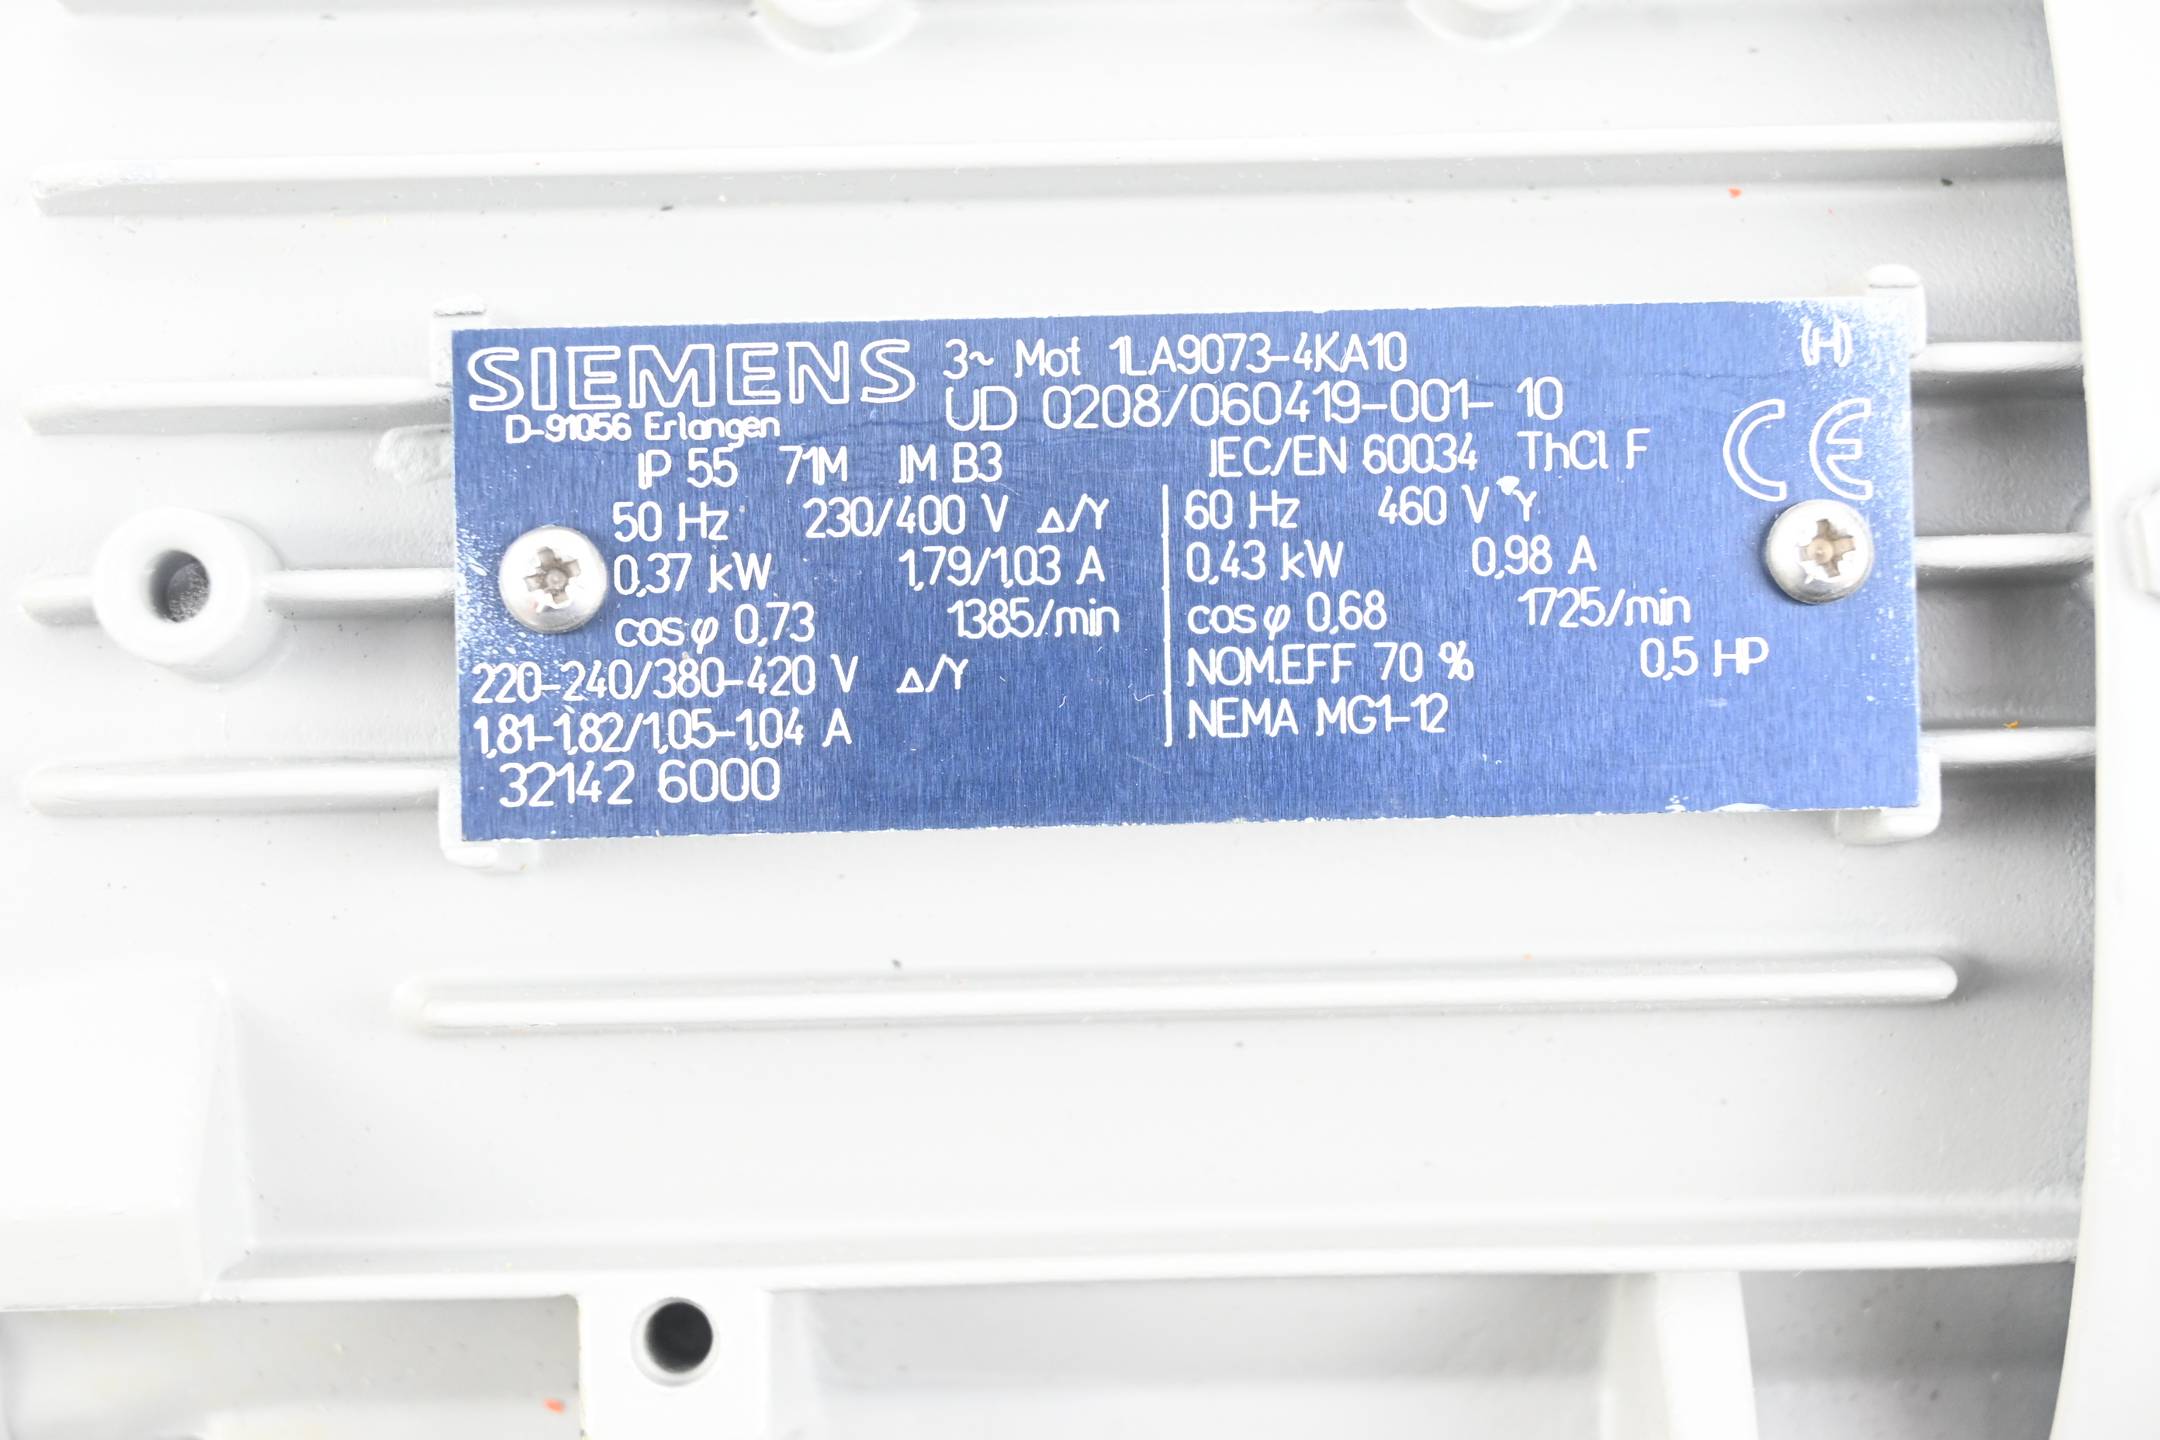 SIEMENS 3~ Mot 1LA9073-4KA10 (H)
D-91056 Erlangen UD 0208/060419-001- 10
IP 55 71M IM B3 IEC/EN 60034 ThCl F CE
50 Hz 230/400 V Δ/Y 60 Hz 460 V Y
0,37 kW 1,79/1,03 A 0,43 kW 0,98 A
cosφ 0,73 1385/min cosφ 0,68 1725/min
220-240/380-420 V Δ/Y NOM.EFF 70 % 0,5 HP
1,81-1,82/1,05-1,04 A NEMA MG1-12
32142 6000